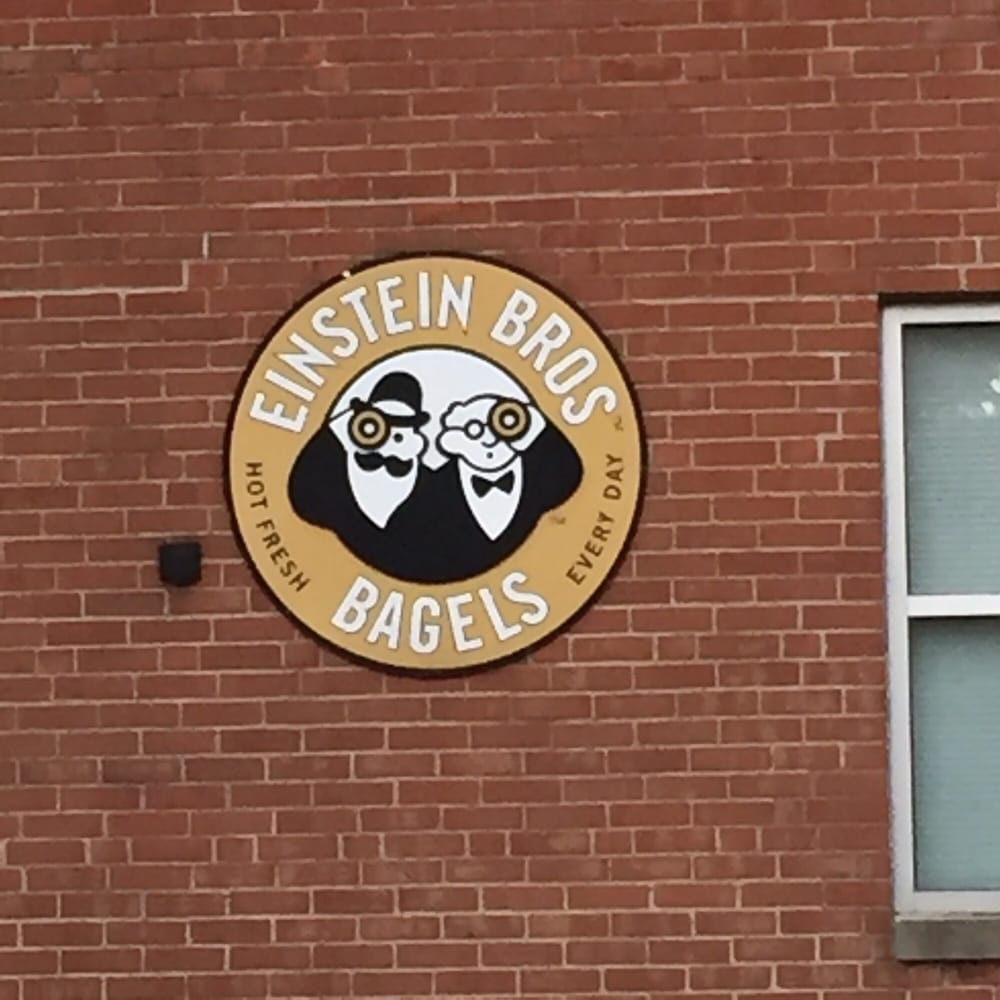 EINSTEIN BROS
HOT FRESH
EVERY DAY
BAGELS